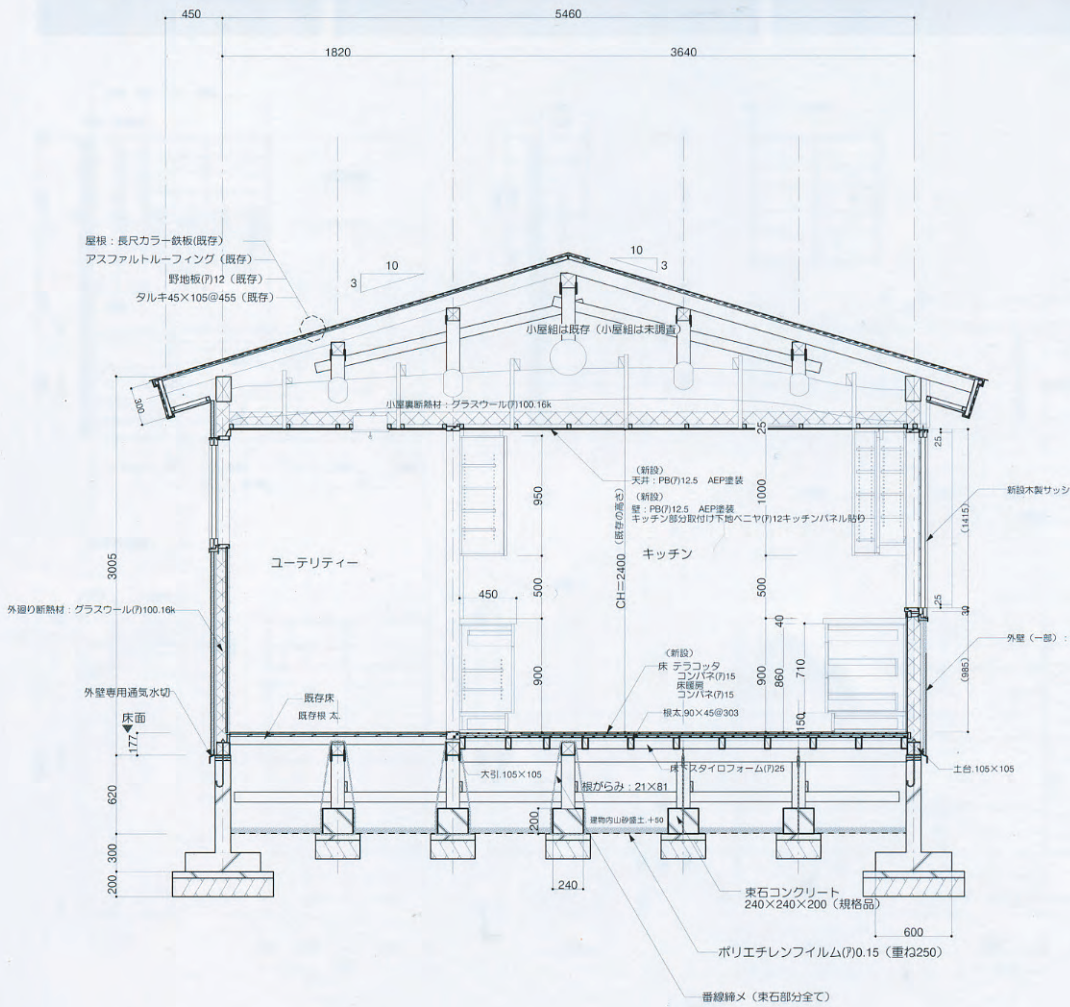 450
5460
1820
3640
屋根：長尺カラー鉄板(既存)
アスファルトルーフィング (既存)
野地板(ｱ)12 (既存)
タルキ45×105@455 (既存)
10
3
10
3
小屋組は既存 (小屋組は未調査)
300
小屋裏断熱材：グラスウール(ｱ)100.16k
25
25
(新設)
天井：PB(ｱ)12.5 AEP塗装
(新設)
壁：PB(ｱ)12.5 AEP塗装
キッチン部分取付け下地ベニヤ(ｱ)12キッチンパネル貼り
950
CH=2400 (既存の高さ)
1000
新設木製サッシ
(1415)
3005
ユーテリティー
キッチン
450
500
500
25
30
外廻り断熱材：グラスウール(ｱ)100.16k
40
外壁 (一部)：
(新設)
床 テラコッタ
コンパネ(ｱ)15
床暖房
コンパネ(ｱ)15
900
900
860
710
150
(985)
外壁専用通気水切
床面
177
既存床
既存根太
根太.90×45@303
大引.105×105
床下スタイロフォーム(ｱ)25
土台.105×105
根がらみ：21×81
620
200
建物内山砂盛土.+50
300
200
240
束石コンクリート
240×240×200 (規格品)
600
ポリエチレンフイルム(ｱ)0.15 (重ね250)
番線締メ (束石部分全て)